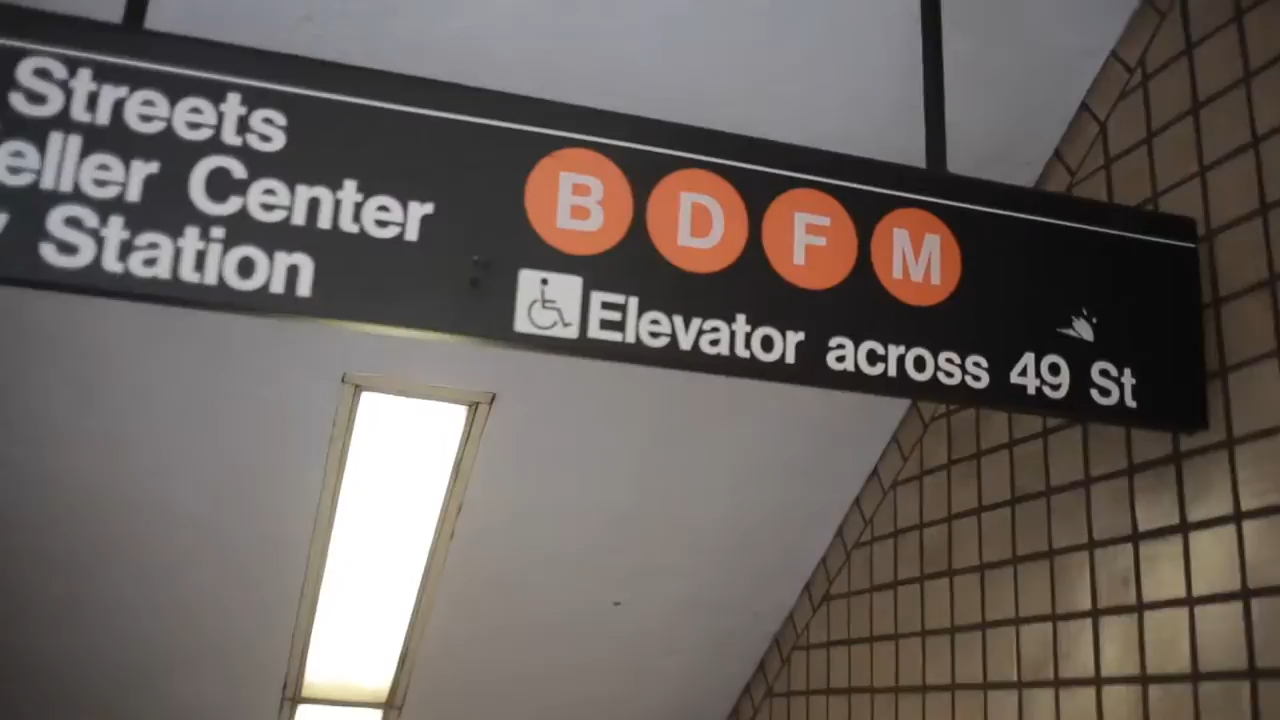 Streets
eller Center
Station
B D F M
Elevator across 49 St